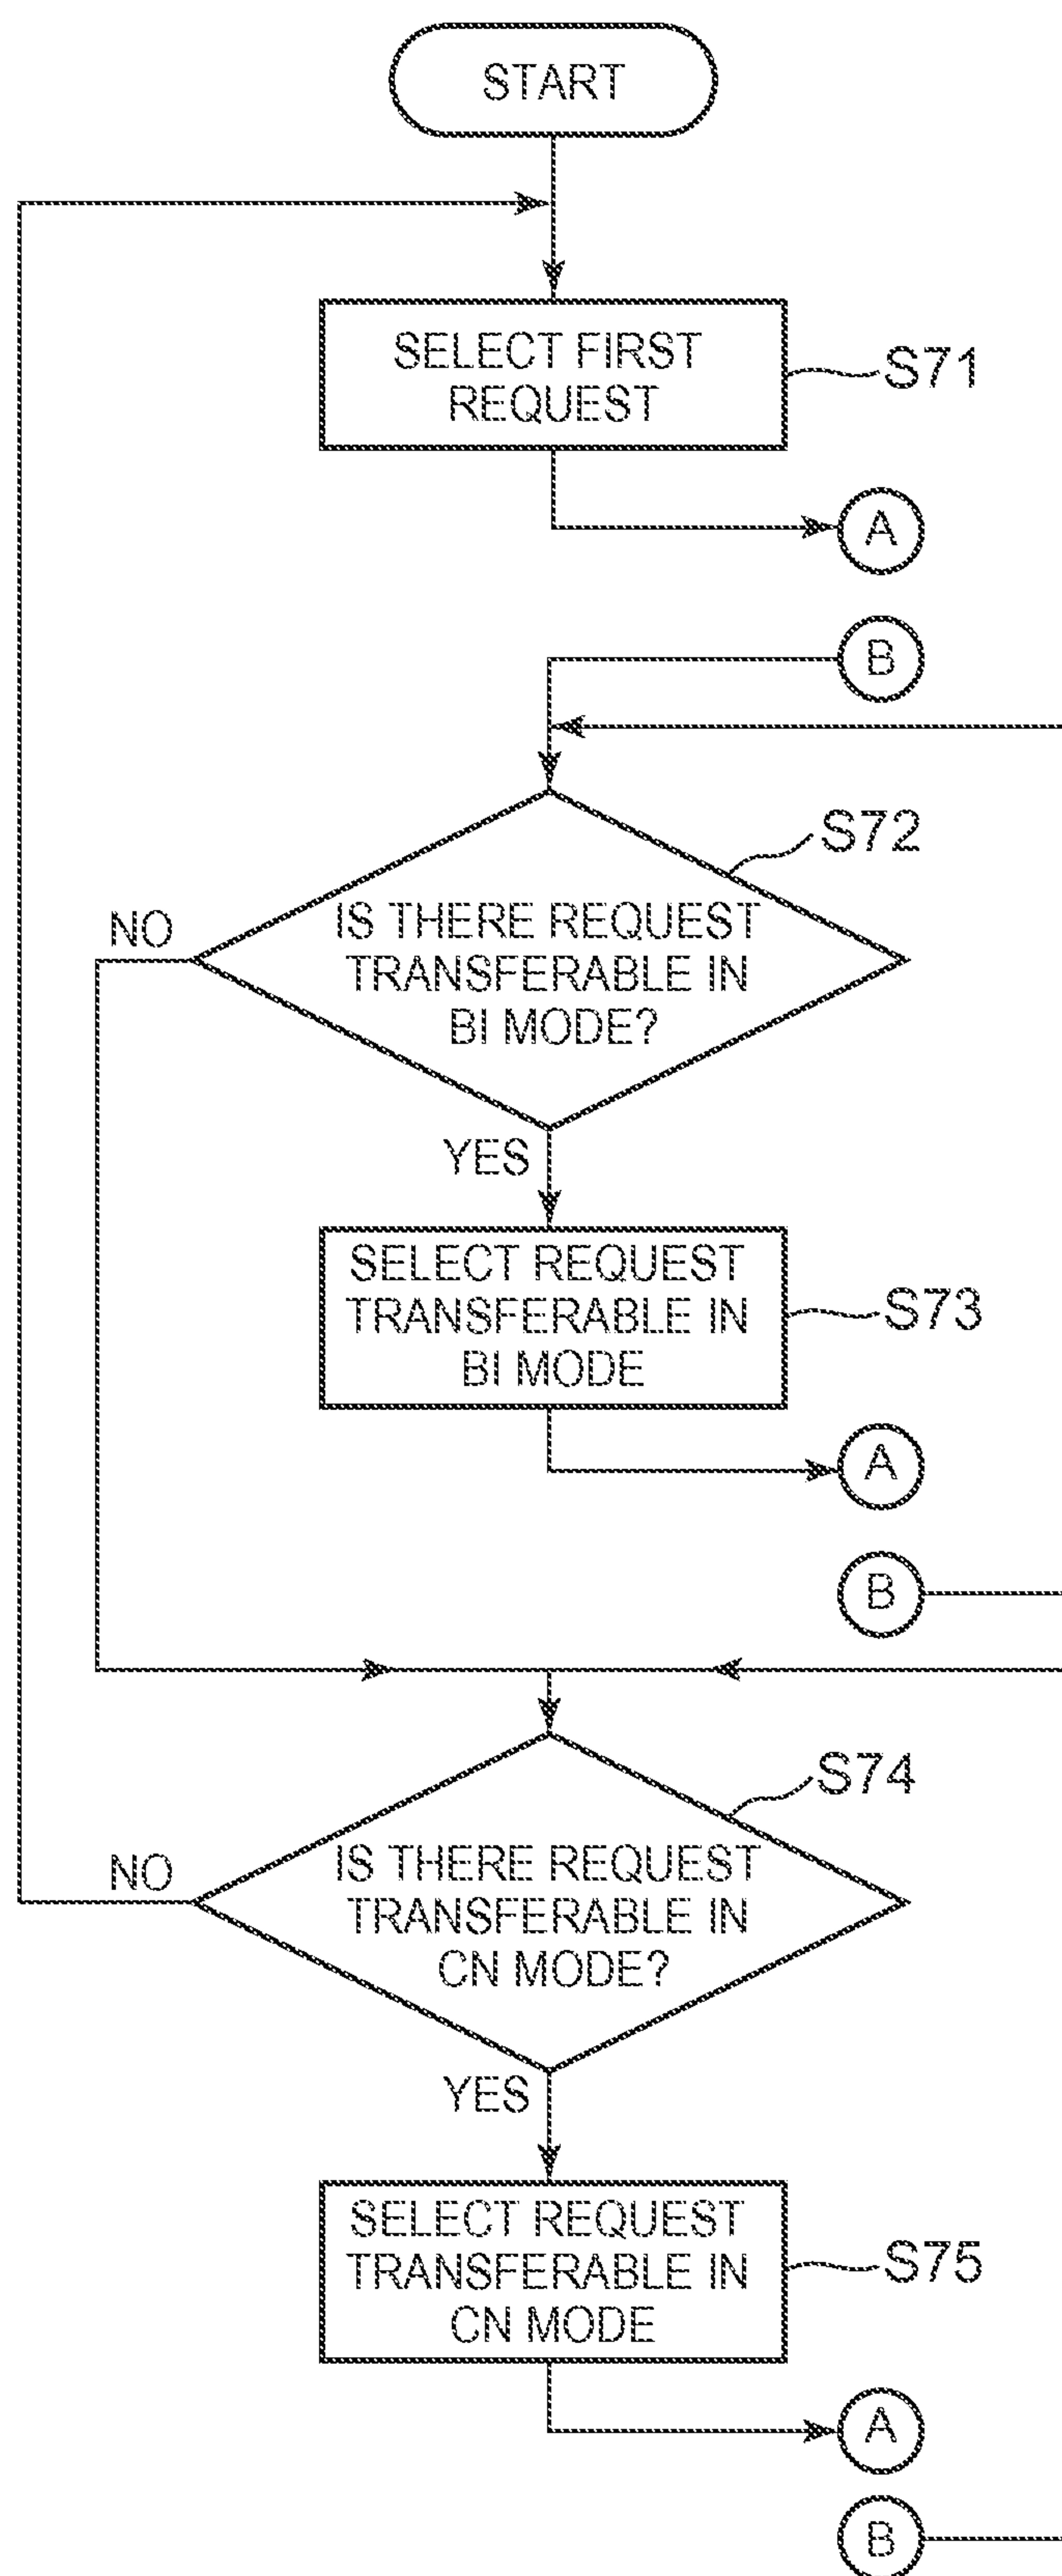 START
SELECT FIRST
REQUEST
S71
A
B
S72
NO
IS THERE REQUEST
TRANSFERABLE IN
BI MODE?
YES
SELECT REQUEST
TRANSFERABLE IN
BI MODE
S73
A
B
S74
NO
IS THERE REQUEST
TRANSFERABLE IN
CN MODE?
YES
SELECT REQUEST
TRANSFERABLE IN
CN MODE
S75
A
B